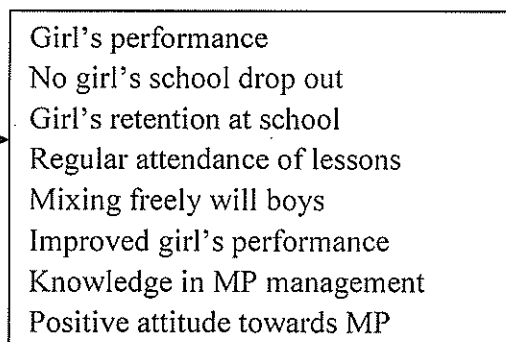 Girl's performance
No girl's school drop out
Girl's retention at school
Regular attendance of lessons
Mixing freely will boys
Improved girl's performance
Knowledge in MP management
Positive attitude towards MP